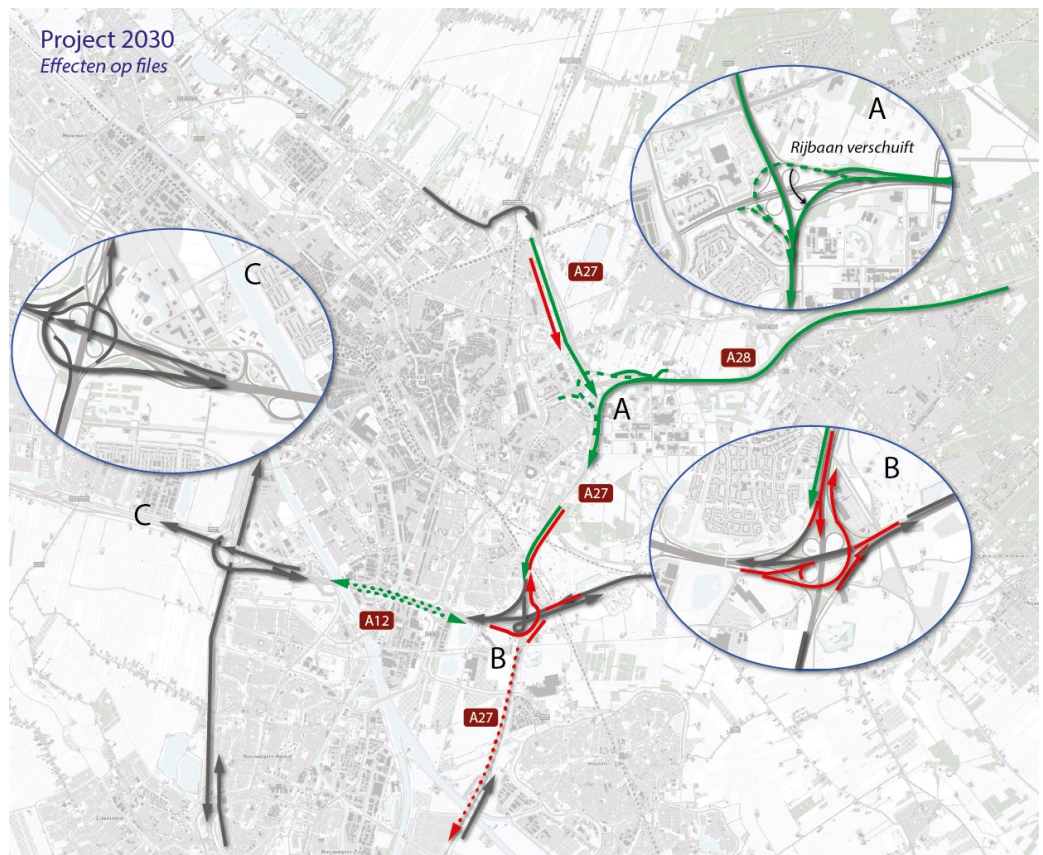 Project 2030
Effecten op files
A
Rijbaan verschuift
A27
C
A28
A
B
A27
C
A12
B
A27